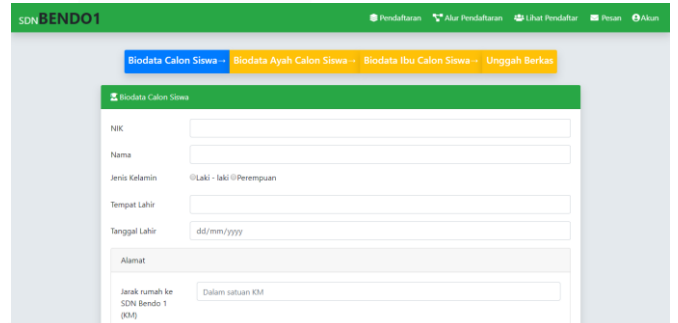 SDN BENDO1 Pendaftaran Alur Pendaftaran Lihat Pendaftar Pesan Akun
Biodata Calon Siswa→ Biodata Ayah Calon Siswa→ Biodata Ibu Calon Siswa→ Unggah Berkas
Biodata Calon Siswa
NIK
Nama
Jenis Kelamin Laki - laki Perempuan
Tempat Lahir
Tanggal Lahir dd/mm/yyyy
Alamat
Jarak rumah ke Dalam satuan KM
SDN Bendo 1
(KM)